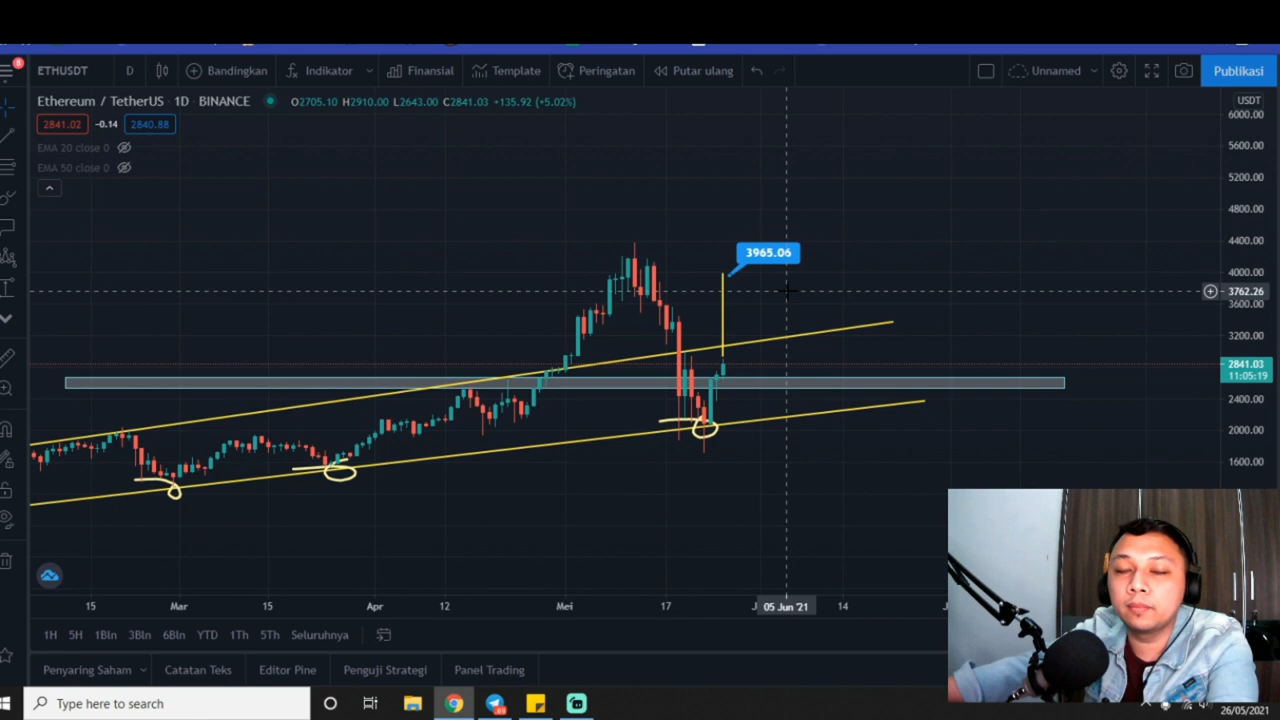 8
ETHUSDT D Bandingkan Indikator Finansial Template Peringatan Putar ulang Unnamed Publikasi
Ethereum / TetherUS · 1D · BINANCE O2705.10 H2910.00 L2643.00 C2841.03 +135.92 (+5.02%)
2841.02 -0.14 2840.88
EMA 20 close 0
EMA 50 close 0
USDT
6000.00
5600.00
5200.00
4800.00
4400.00
3965.06
4000.00
3762.26
3600.00
3200.00
2841.03
11:05:19
2400.00
2000.00
1600.00
15 Mar 15 Apr 12 Mei 17 05 Jun '21 14
1H 5H 1Bln 3Bln 6Bln YTD 1Th 5Th Seluruhnya
Penyaring Saham Catatan Teks Editor Pine Penguji Strategi Panel Trading
Type here to search
26/05/2021